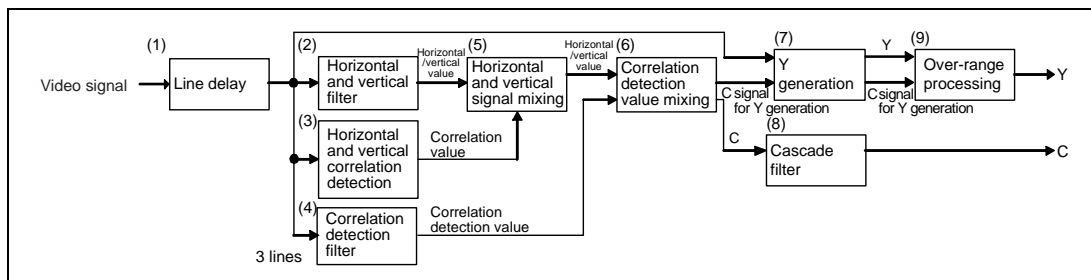 Video signal
(1)
Line delay
(2)
Horizontal
and vertical
filter
Horizontal
/vertical
value
(3)
Horizontal
and vertical
correlation
detection
Correlation
value
(4)
Correlation
detection
filter
3 lines
Correlation
detection value
(5)
Horizontal
and vertical
signal mixing
Horizontal
/vertical
value
(6)
Correlation
detection
value mixing
C signal
for Y generation
C
(7)
Y
generation
Y
C signal
for Y generation
(8)
Cascade
filter
(9)
Over-range
processing
Y
C